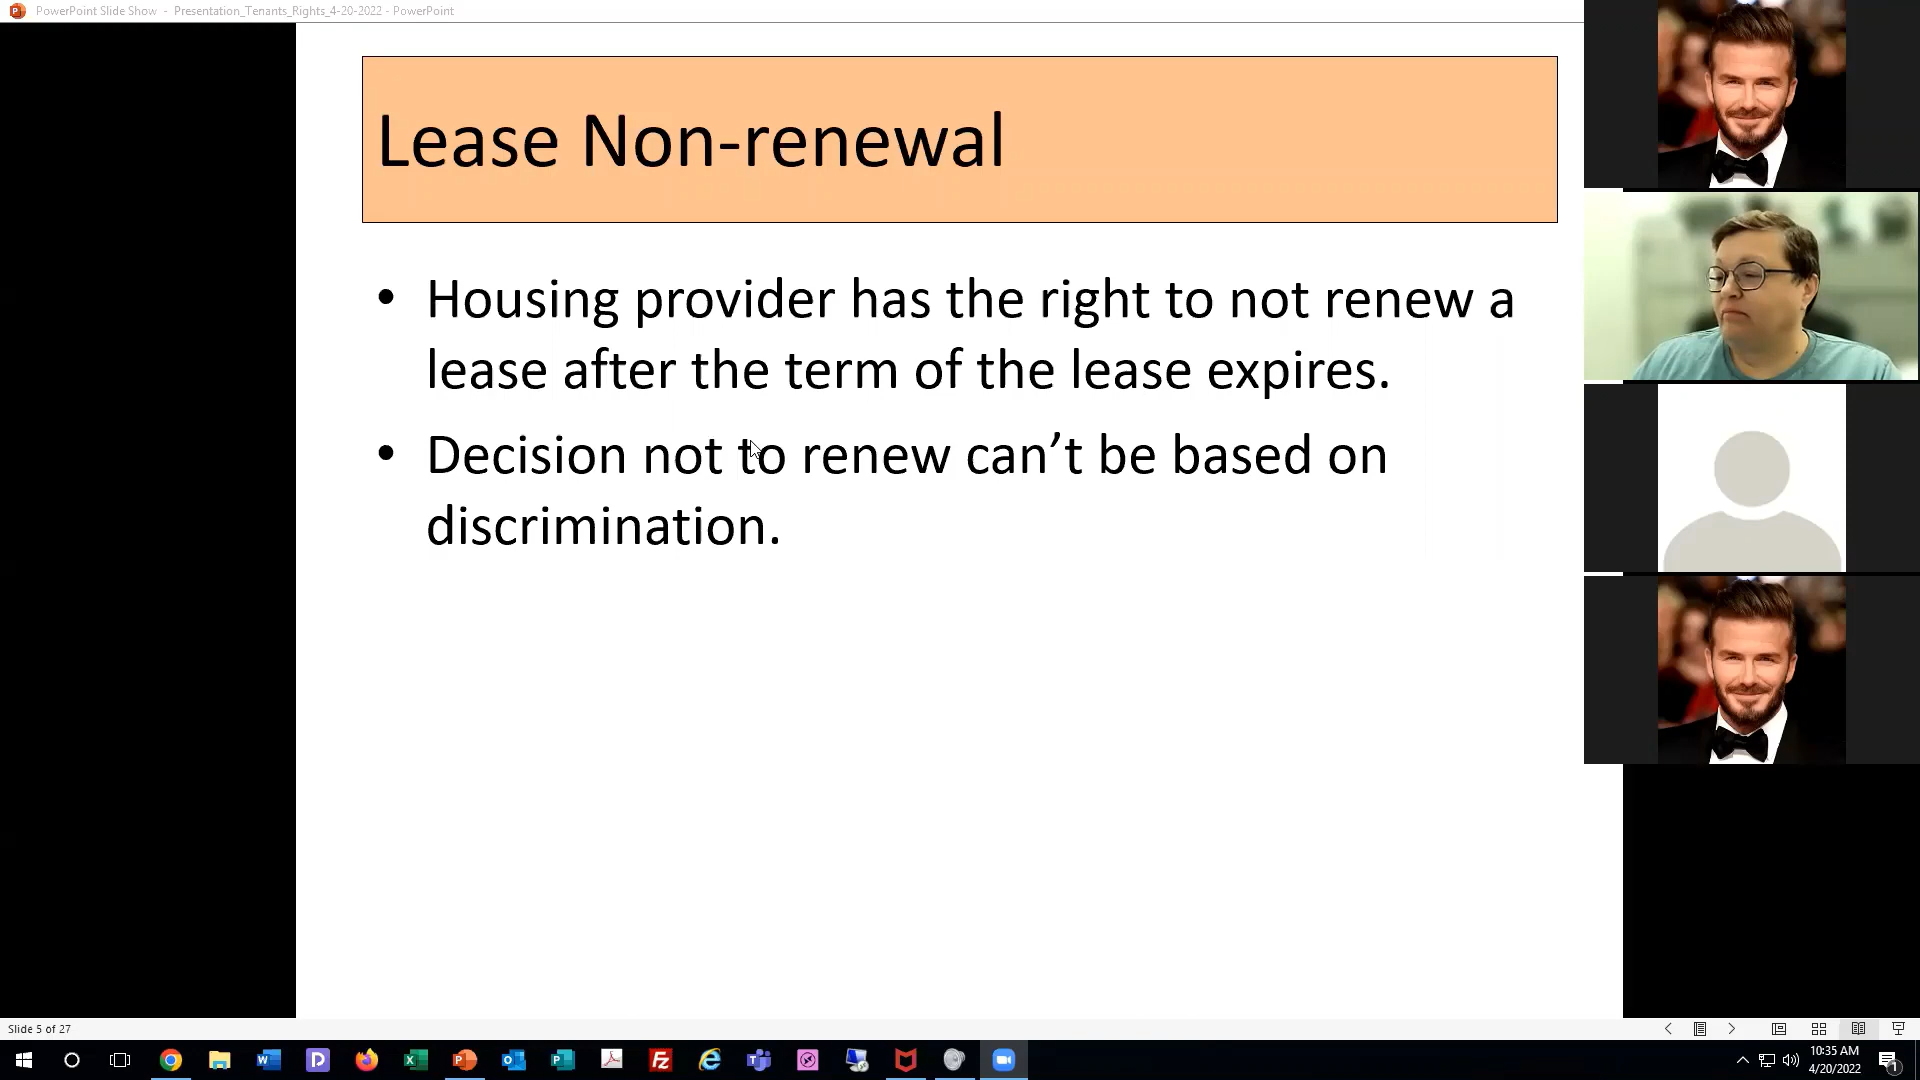 PowerPoint Slide Show - Presentation_Tenants_Rights_4-20-2022 - PowerPoint
Lease Non-renewal
• Housing provider has the right to not renew a
lease after the term of the lease expires.
• Decision not to renew can’t be based on
discrimination.
Slide 5 of 27
10:35 AM
4/20/2022
1